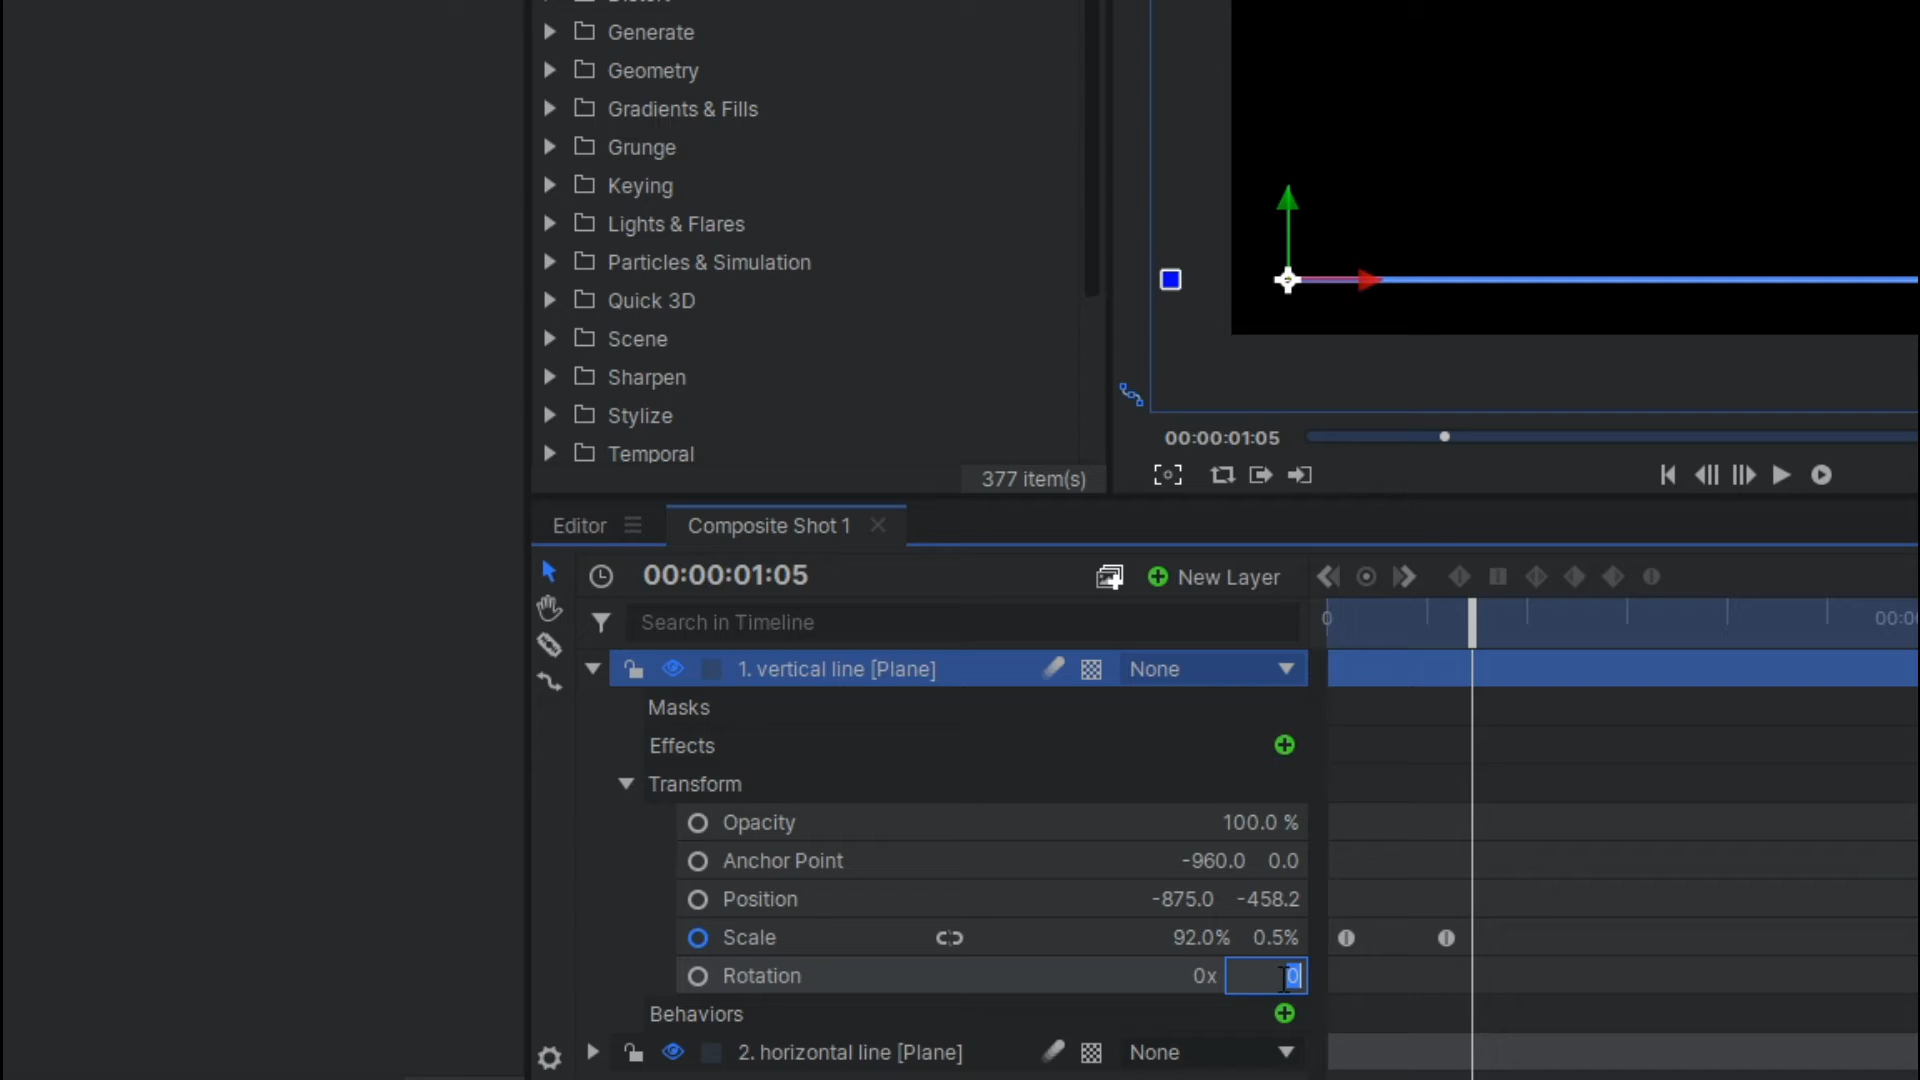 Generate
Geometry
Gradients & Fills
Grunge
Keying
Lights & Flares
Particles & Simulation
Quick 3D
Scene
Sharpen
Stylize
Temporal
377 item(s)
00:00:01:05
Editor
Composite Shot 1
00:00:01:05
New Layer
Search in Timeline
0
1. vertical line [Plane]
None
Masks
Effects
Transform
Opacity 100.0 %
Anchor Point -960.0 0.0
Position -875.0 -458.2
Scale 92.0% 0.5%
Rotation 0x 0
Behaviors
2. horizontal line [Plane]
None